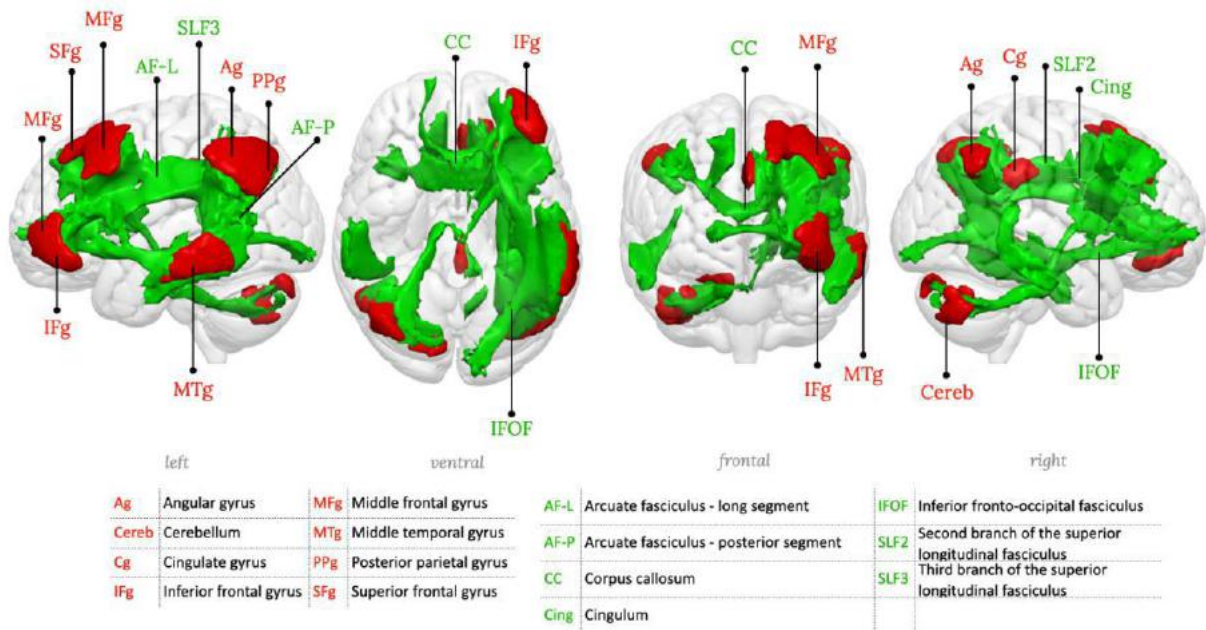 MFg
SFg
AF-L
SLF3
Ag
PPg
AF-P
MFg
IFg
MTg
CC
IFg
IFOF
CC
MFg
IFg
MTg
Ag
Cg
SLF2
Cing
Cereb
IFOF
left
ventral
frontal
right
Ag Angular gyrus
Cereb Cerebellum
Cg Cingulate gyrus
IFg Inferior frontal gyrus
MFg Middle frontal gyrus
MTg Middle temporal gyrus
PPg Posterior parietal gyrus
SFg Superior frontal gyrus
AF-L Arcuate fasciculus - long segment
AF-P Arcuate fasciculus - posterior segment
CC Corpus callosum
Cing Cingulum
IFOF Inferior fronto-occipital fasciculus
SLF2 Second branch of the superior
longitudinal fasciculus
SLF3 Third branch of the superior
longitudinal fasciculus